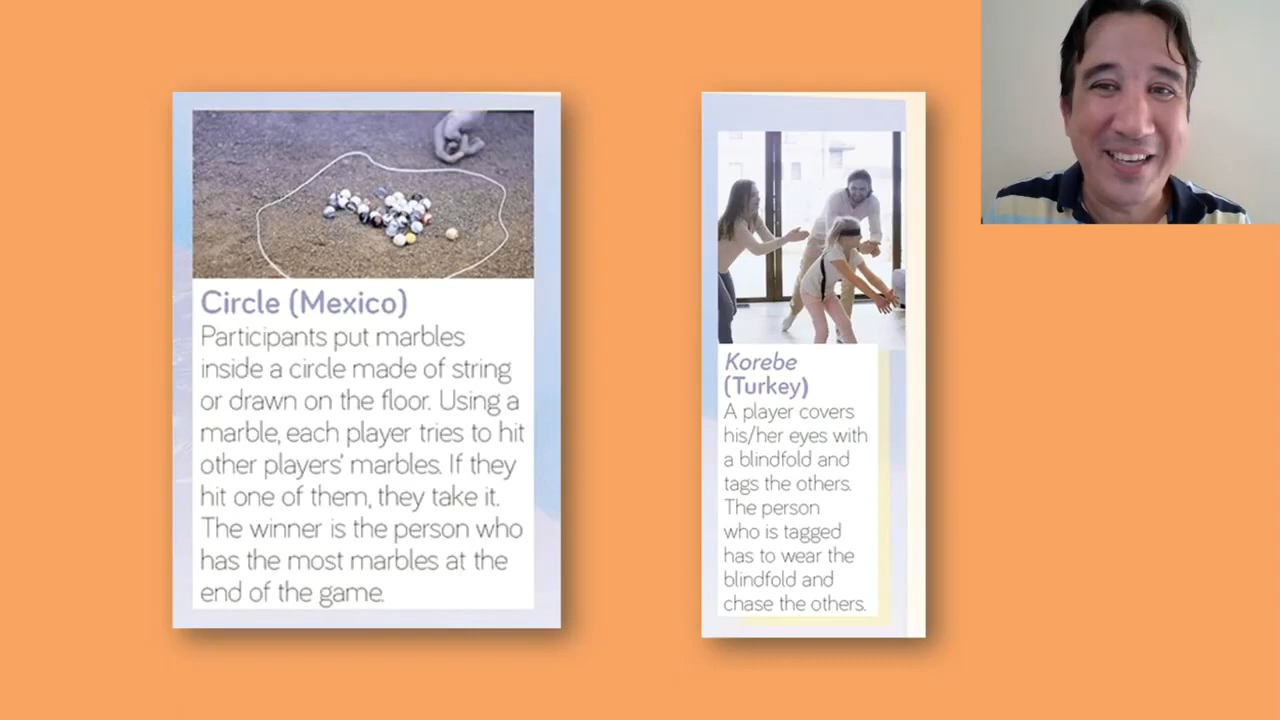 Circle (Mexico)
Participants put marbles
inside a circle made of string
or drawn on the floor. Using a
marble, each player tries to hit
other players' marbles. If they
hit one of them, they take it.
The winner is the person who
has the most marbles at the
end of the game.
Korebe
(Turkey)
A player covers
his/her eyes with
a blindfold and
tags the others.
The person
who is tagged
has to wear the
blindfold and
chase the others.